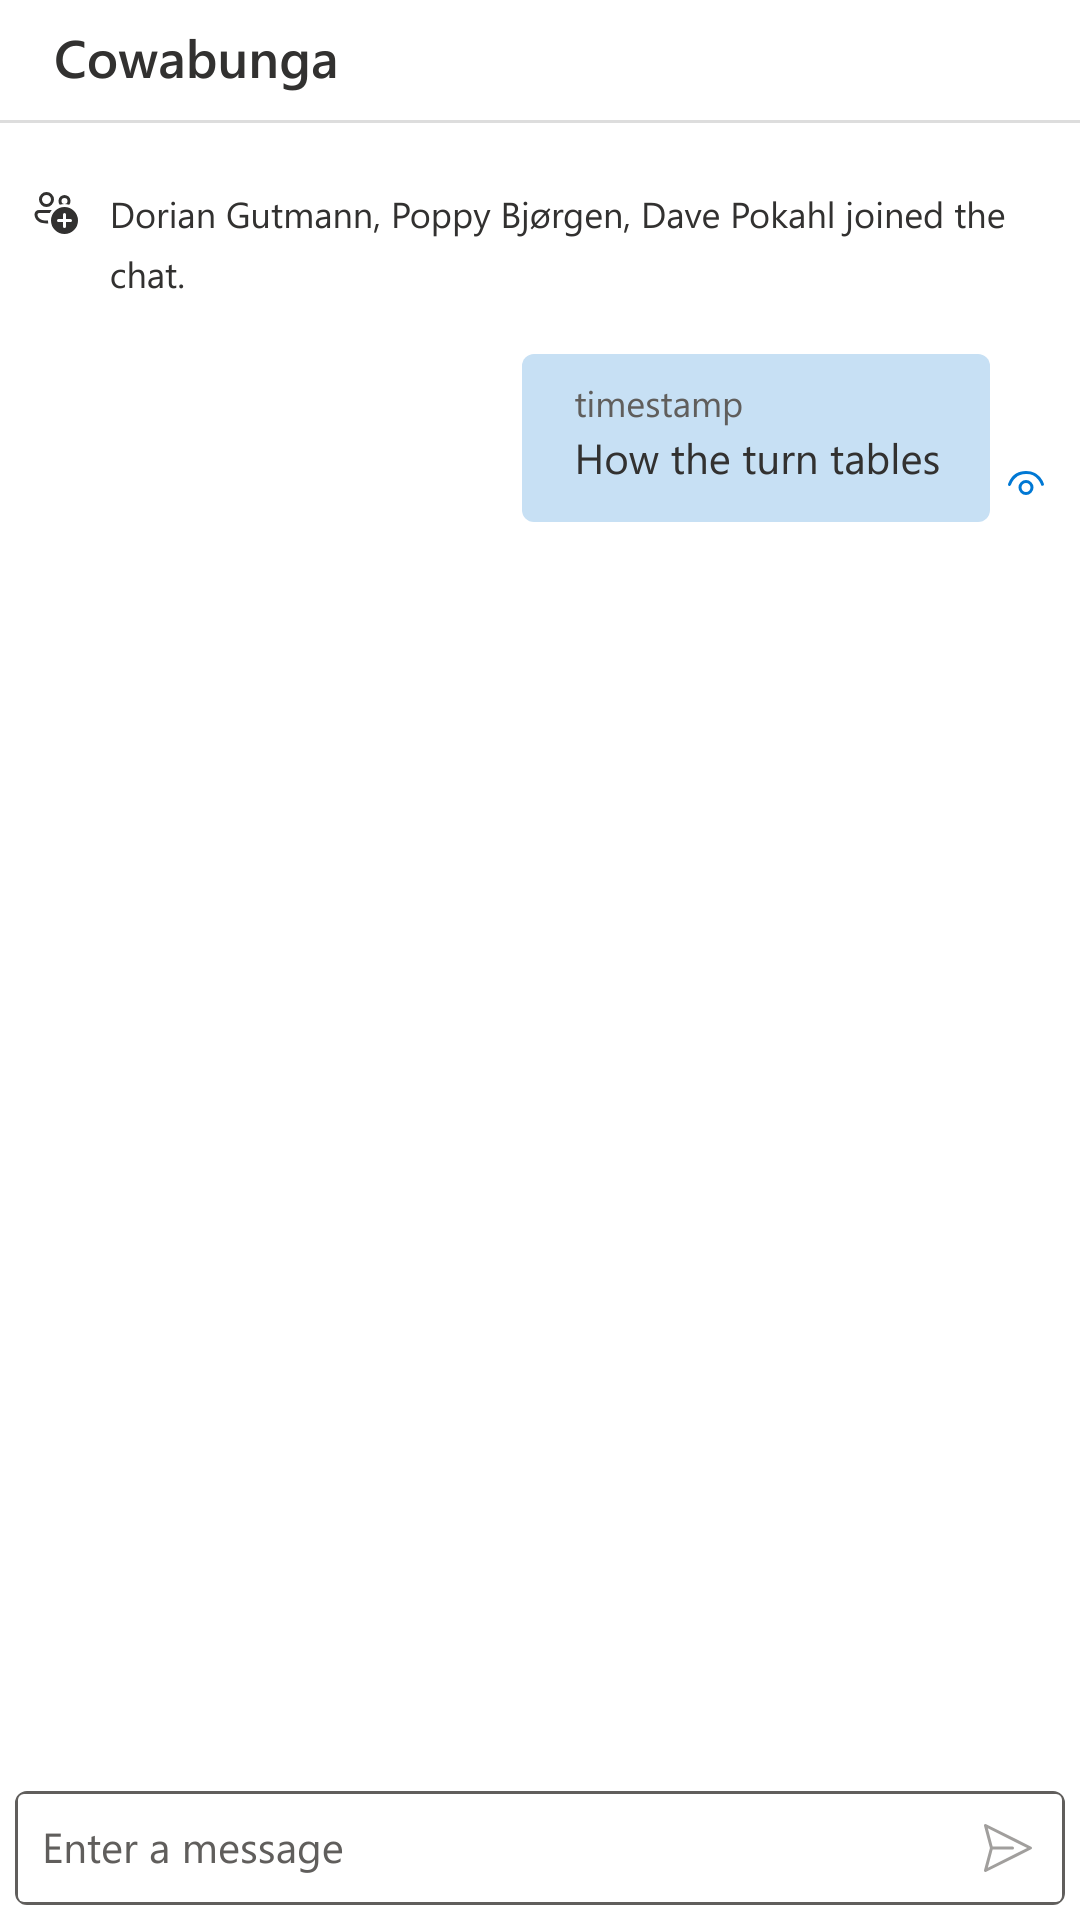 Cowabunga
Dorian Gutmann, Poppy Bjørgen, Dave Pokahl joined the
chat.
timestamp
How the turn tables
Enter a message